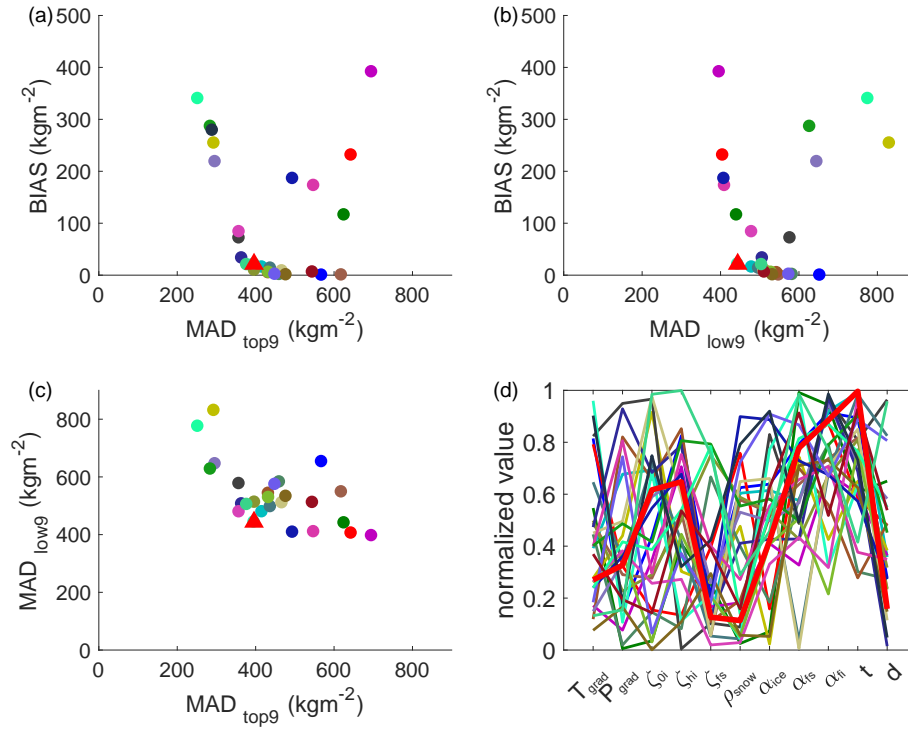 (a)
500
400
300
200
100
0
BIAS (kgm-2)
0 200 400 600 800
MAD top9 (kgm-2)
(b)
500
400
300
200
100
0
BIAS (kgm-2)
0 200 400 600 800
MAD low9 (kgm-2)
(c)
800
600
400
200
0
MAD low9 (kgm-2)
0 200 400 600 800
MAD top9 (kgm-2)
(d)
1
0.8
0.6
0.4
0.2
0
normalized value
Tgrad Pgrad ζ0i ζhi ζfs ρsnow αice αfs αfi t d